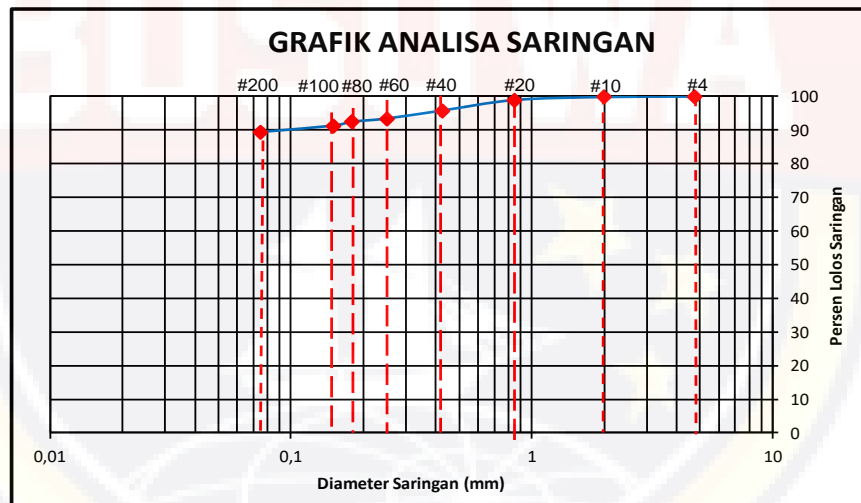 GRAFIK ANALISA SARINGAN
#200 #100 #80 #60 #40 #20 #10 #4
100
90
80
70
60
50
40
30
20
10
0
Persen Lolos Saringan
0,01 0,1 1 10
Diameter Saringan (mm)